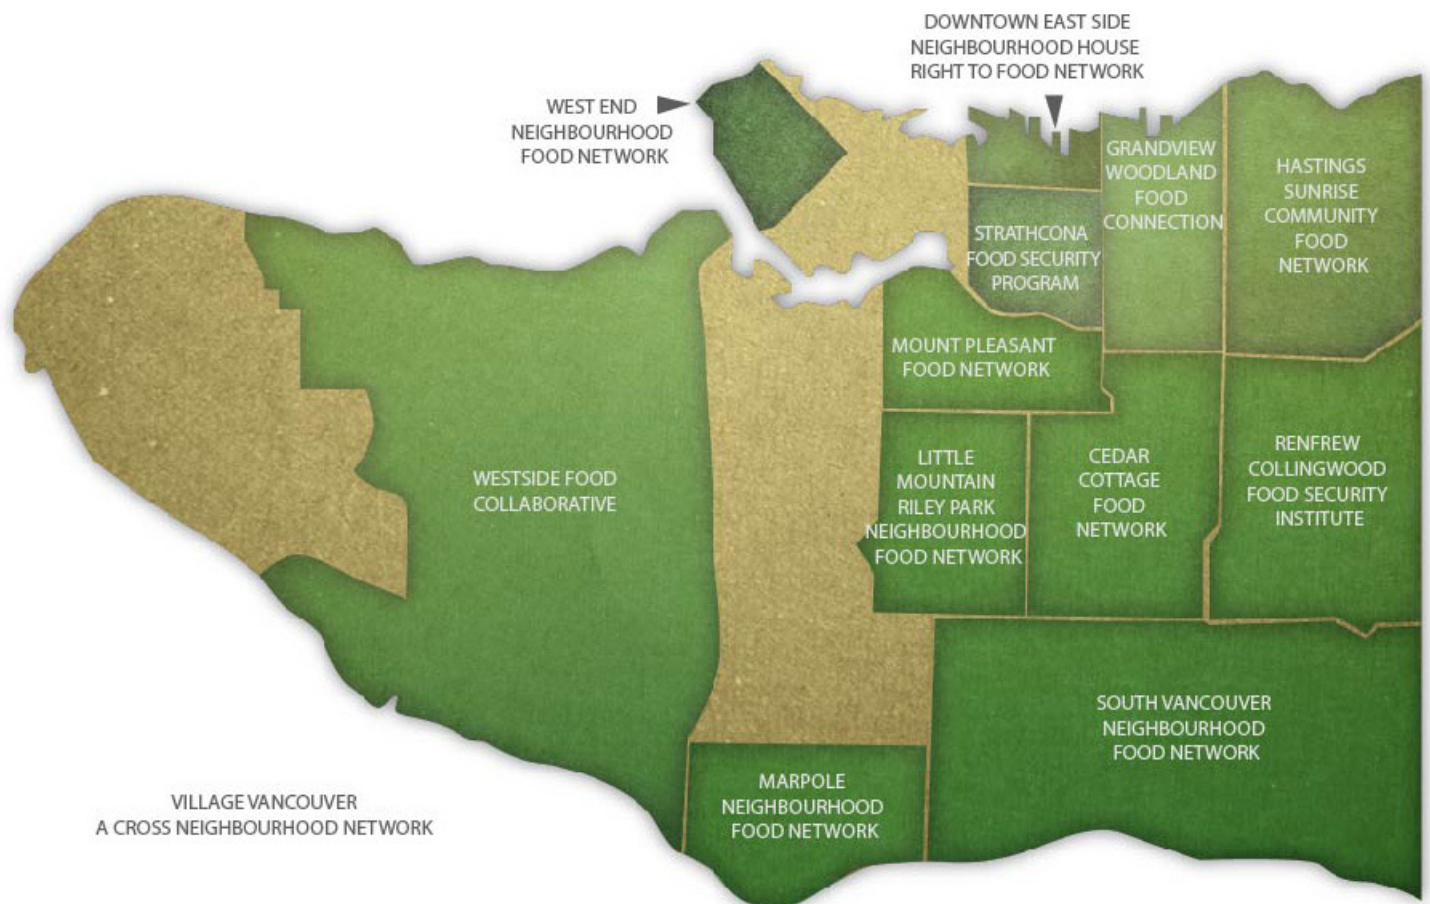 DOWNTOWN EAST SIDE
NEIGHBOURHOOD HOUSE
RIGHT TO FOOD NETWORK
WEST END
NEIGHBOURHOOD
FOOD NETWORK
GRANDVIEW
WOODLAND
FOOD
CONNECTION
HASTINGS
SUNRISE
COMMUNITY
FOOD
NETWORK
STRATHCONA
FOOD SECURITY
PROGRAM
MOUNT PLEASANT
FOOD NETWORK
WESTSIDE FOOD
COLLABORATIVE
LITTLE
MOUNTAIN
RILEY PARK
NEIGHBOURHOOD
FOOD NETWORK
CEDAR
COTTAGE
FOOD
NETWORK
RENFREW
COLLINGWOOD
FOOD SECURITY
INSTITUTE
SOUTH VANCOUVER
NEIGHBOURHOOD
FOOD NETWORK
MARPOLE
NEIGHBOURHOOD
FOOD NETWORK
VILLAGE VANCOUVER
A CROSS NEIGHBOURHOOD NETWORK